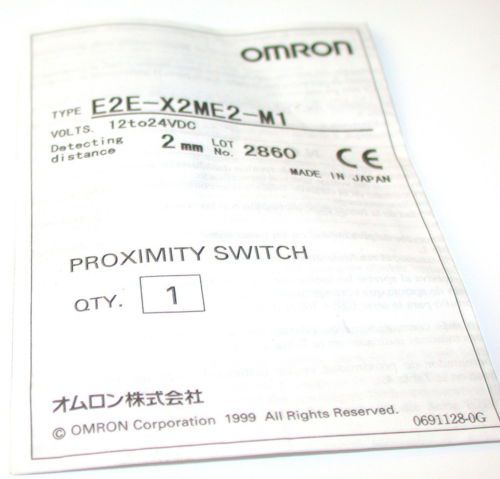 OMRON
TYPE E2E-X2ME2-M1
VOLTS. 12to24VDC
Detecting distance 2 mm LOT No. 2860 CE
MADE IN JAPAN
PROXIMITY SWITCH
QTY. 1
オムロン株式会社
© OMRON Corporation 1999 All Rights Reserved.
0691128-0G